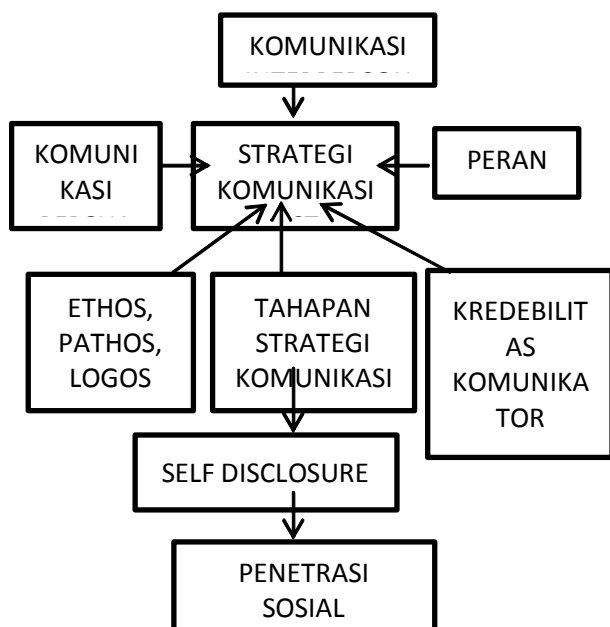 KOMUNIKASI
KOMUNI
KASI
STRATEGI
KOMUNIKASI
PERAN
ETHOS,
PATHOS,
LOGOS
TAHAPAN
STRATEGI
KOMUNIKASI
KREDEBILIT
AS
KOMUNIKA
TOR
SELF DISCLOSURE
PENETRASI
SOSIAL